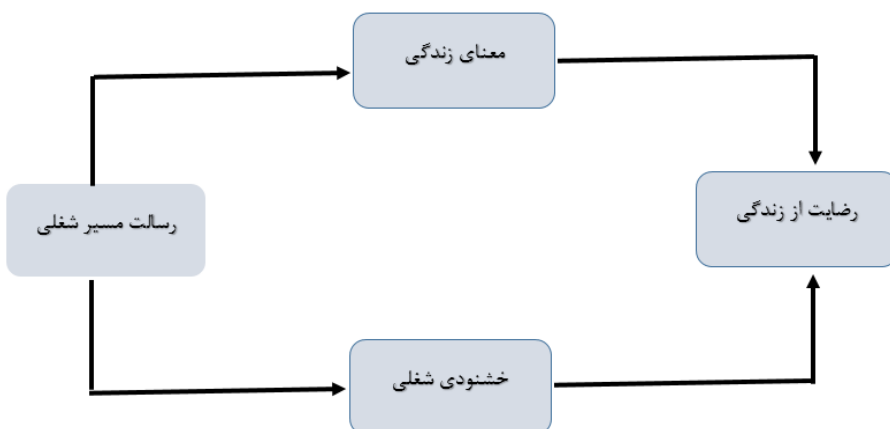 معنای زندگی
رسالت مسیر شغلی
رضایت از زندگی
خشنودی شغلی